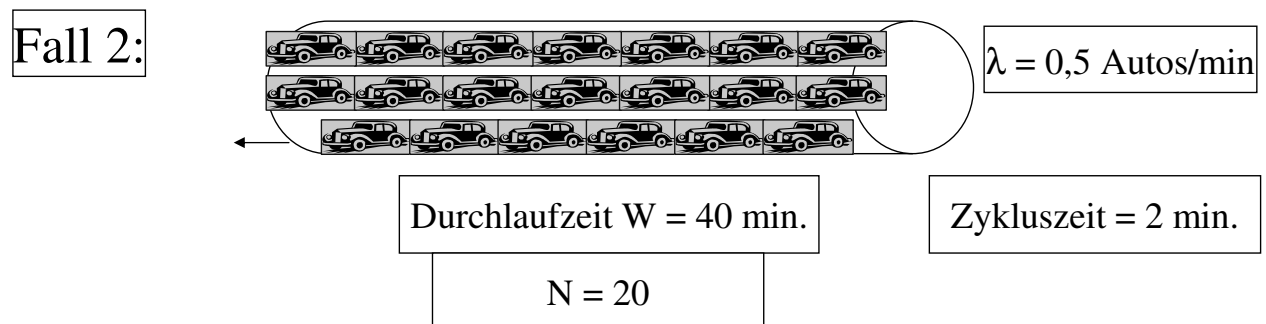 Fall 2:
λ = 0,5 Autos/min
Durchlaufzeit W = 40 min.
Zykluszeit = 2 min.
N = 20